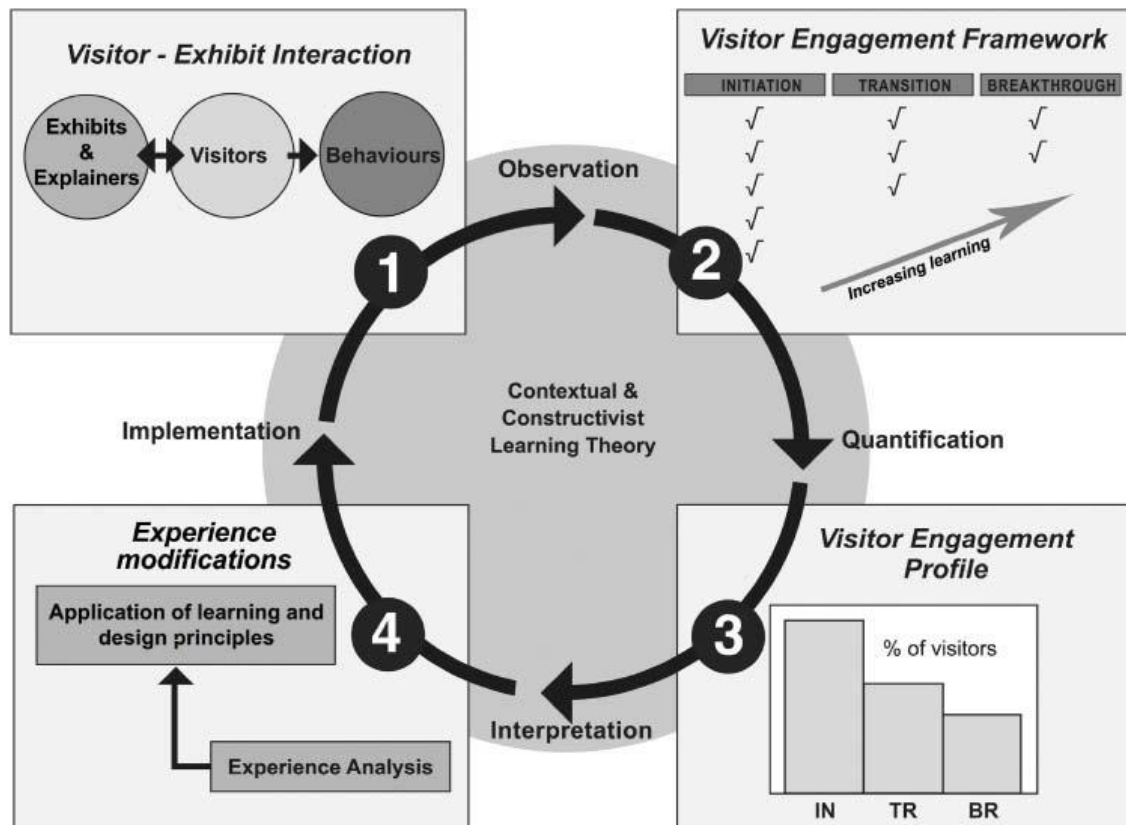 Visitor - Exhibit Interaction
Exhibits
&
Explainers
Visitors
Behaviours
1
Observation
Visitor Engagement Framework
INITIATION
TRANSITION
BREAKTHROUGH
√ √ √
√ √ √
√ √
√
√
Increasing learning
2
Contextual &
Constructivist
Learning Theory
Implementation
Quantification
Experience
modifications
Application of learning and
design principles
Experience Analysis
4
Interpretation
3
Visitor Engagement
Profile
% of visitors
IN TR BR